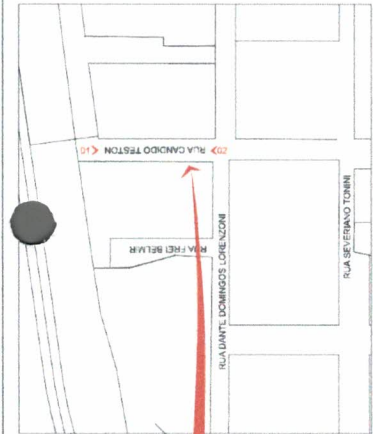 01 RUA CANDIDO TESTON 02
RUA FREI BELMIR
RUA DANTE DOMINGOS LORENZONI
RUA SEVERIANO TONINI